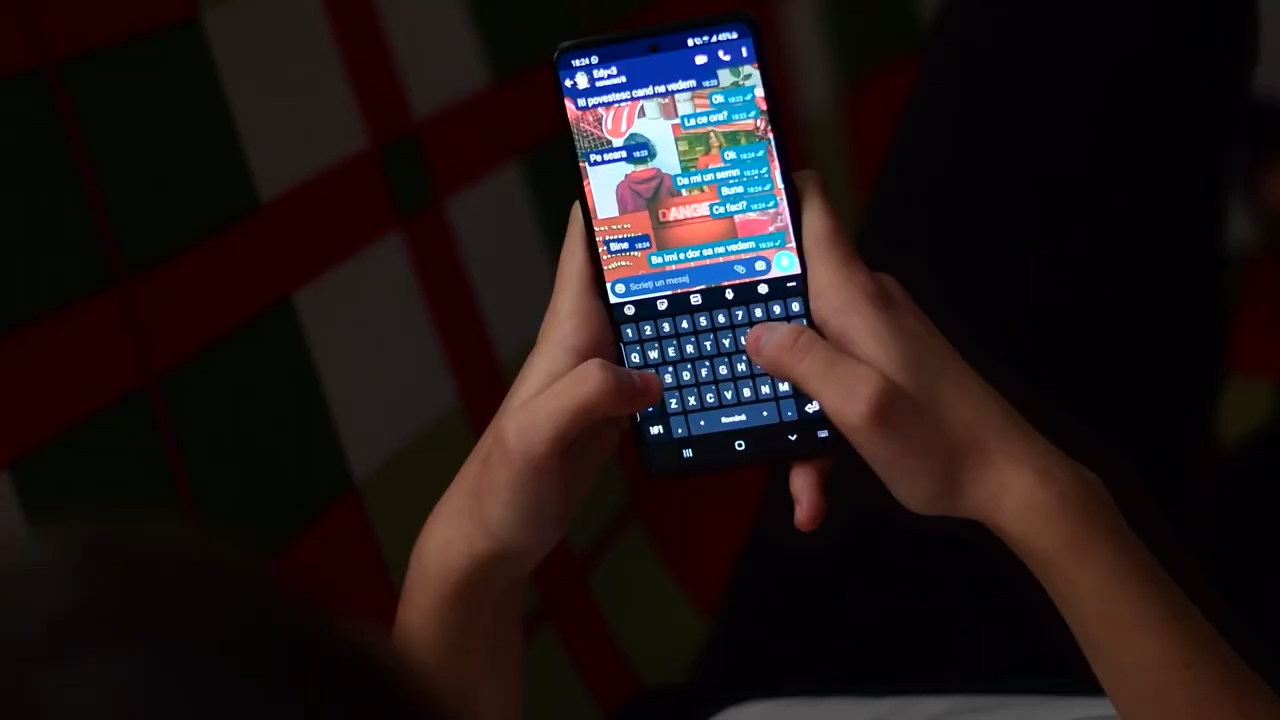 18:24
45%
Edy<3
Iti povestesc cand ne vedem 18:23
Ok 18:23
La ce ora? 18:23
Pe seara 18:23
Ok 18:24
Da mi un semn 18:24
Buna 18:24
Ce faci? 18:24
DANGE
Bine 18:24
Ba imi e dor sa ne vedem 18:24
Scrieți un mesaj
1 2 3 4 5 6 7 8 9 0
Q W E R T Y U
S D F G H
Z X C V B N M
!#1 , Română .